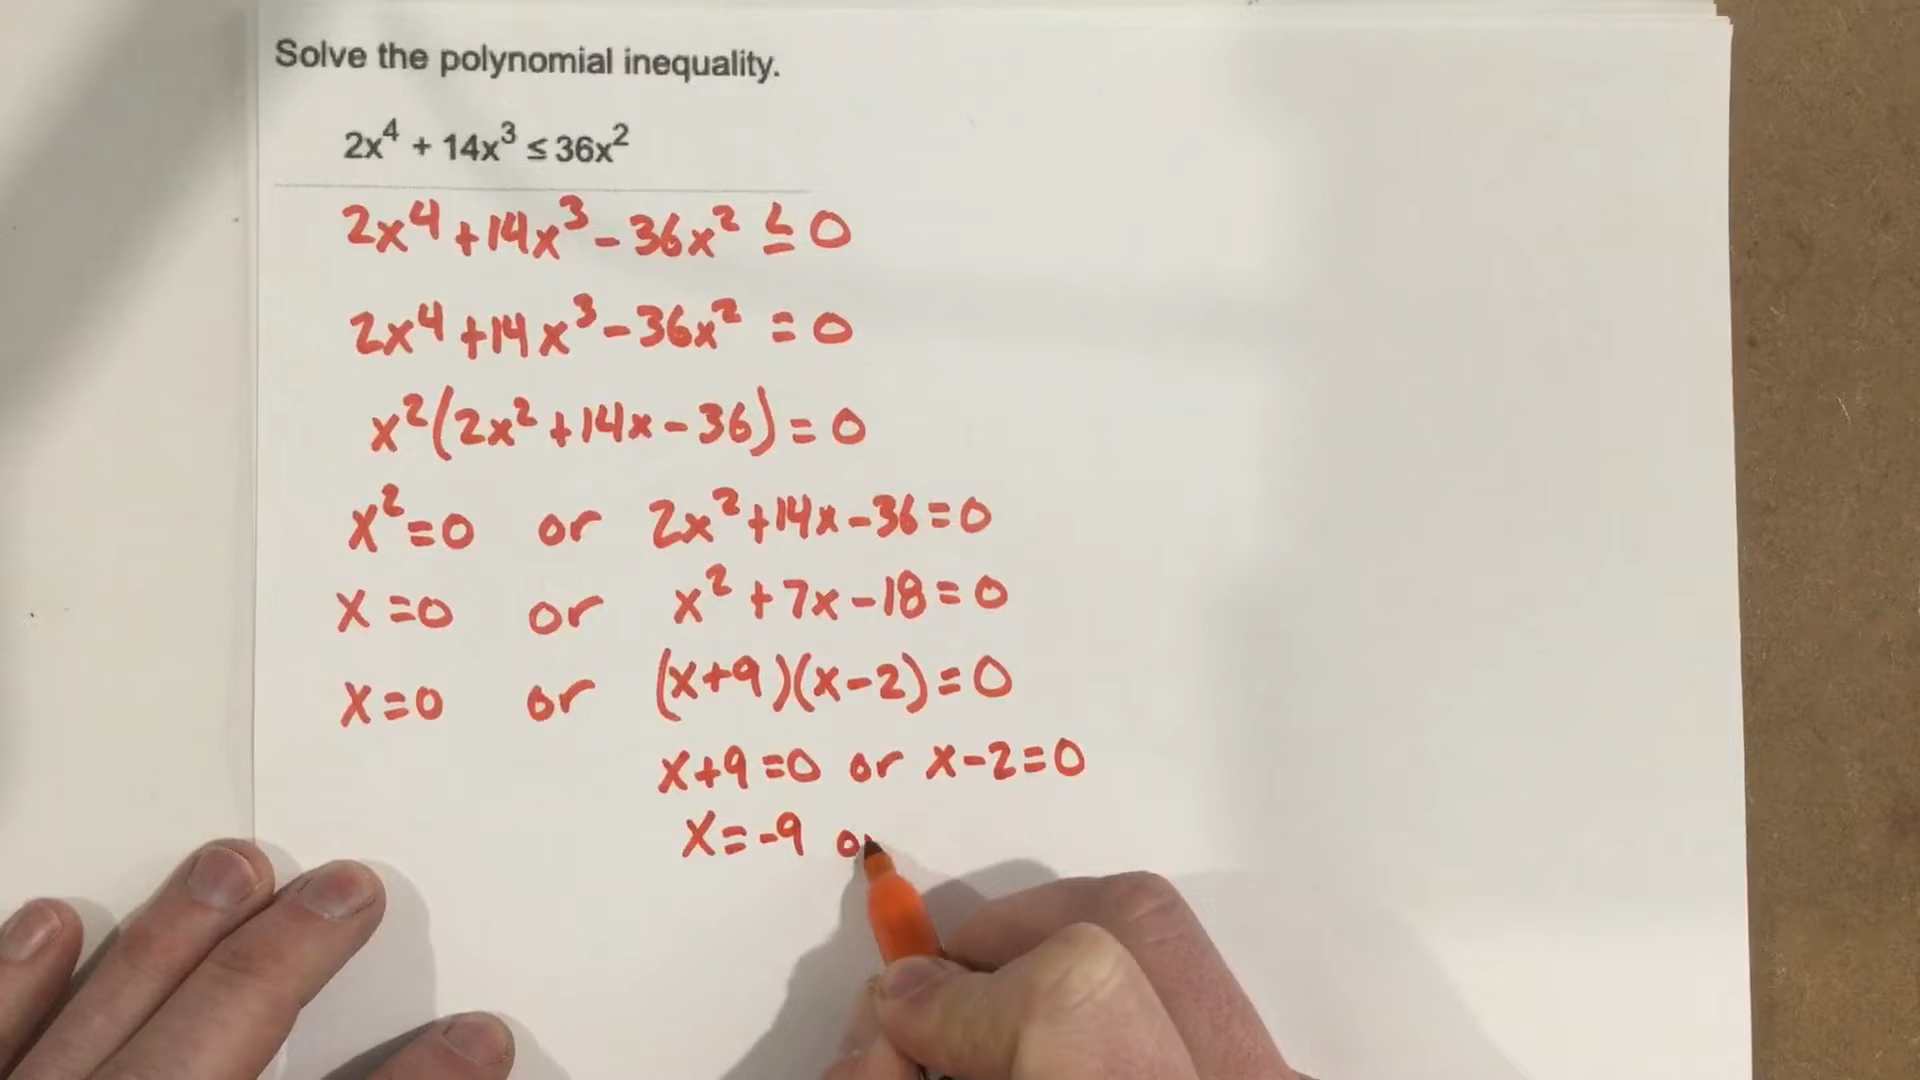 Solve the polynomial inequality.
2x⁴ + 14x³ ≤ 36x²
2x⁴ + 14x³ - 36x² ≤ 0
2x⁴ + 14x³ - 36x² = 0
x²(2x² + 14x - 36) = 0
x² = 0 or 2x² + 14x - 36 = 0
x = 0 or x² + 7x - 18 = 0
x = 0 or (x+9)(x-2) = 0
x+9 = 0 or x-2 = 0
x = -9